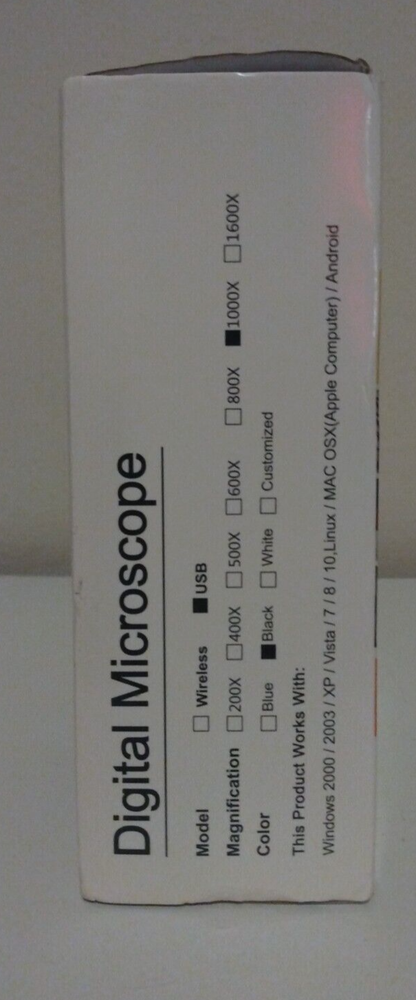 Digital Microscope
Model □ Wireless ■ USB
Magnification □ 200X □ 400X □ 500X □ 600X □ 800X ■ 1000X □ 1600X
Color □ Blue ■ Black □ White □ Customized
This Product Works With:
Windows 2000 / 2003 / XP / Vista / 7 / 8 / 10,Linux / MAC OSX(Apple Computer) / Android